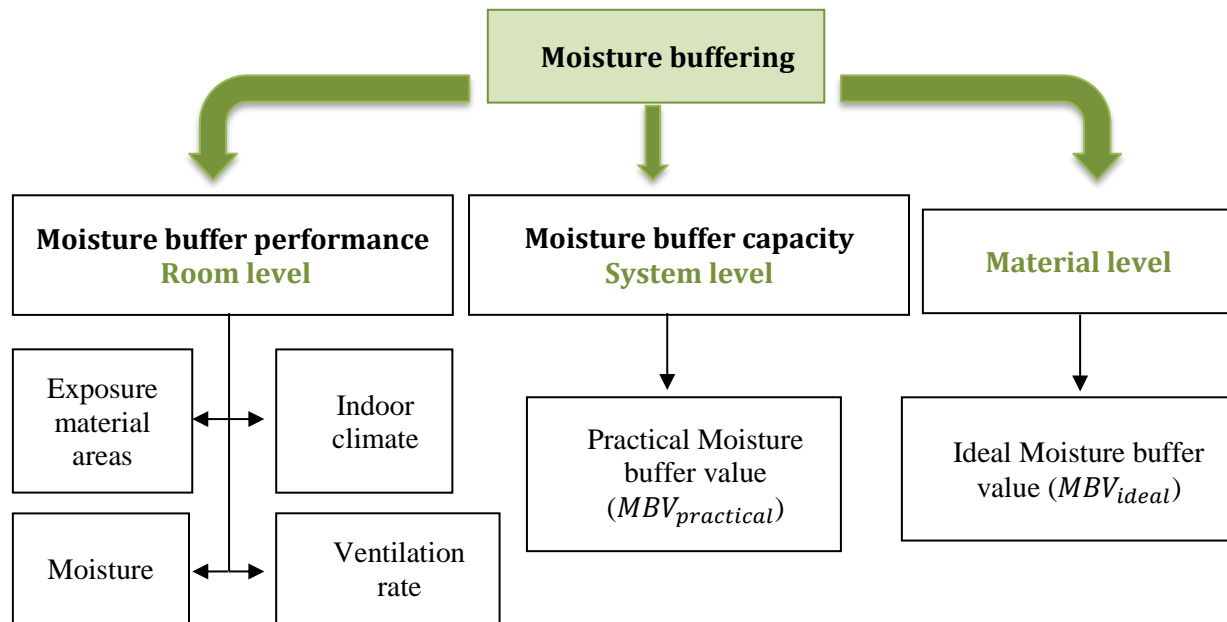 Moisture buffering
Moisture buffer performance
Room level
Moisture buffer capacity
System level
Material level
Exposure
material
areas
Indoor
climate
Moisture
Ventilation
rate
Practical Moisture
buffer value
(MBV_practical)
Ideal Moisture buffer
value (MBV_ideal)